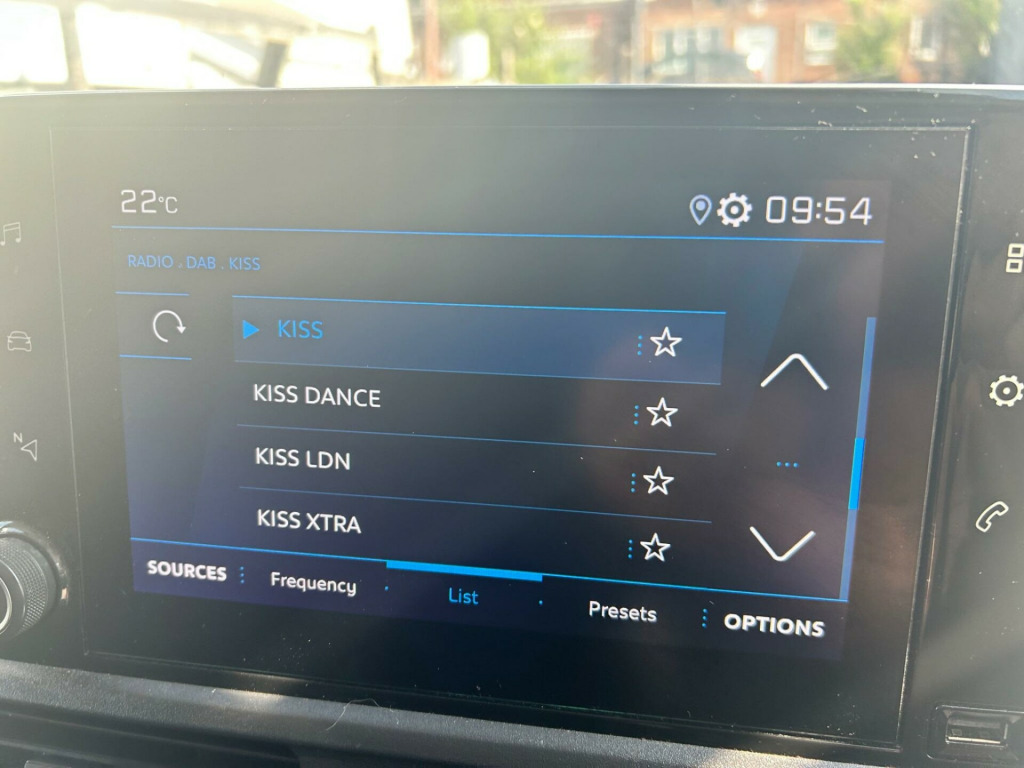 22°C 09:54
RADIO . DAB . KISS
KISS
KISS DANCE
KISS LDN
KISS XTRA
SOURCES Frequency List Presets OPTIONS
N